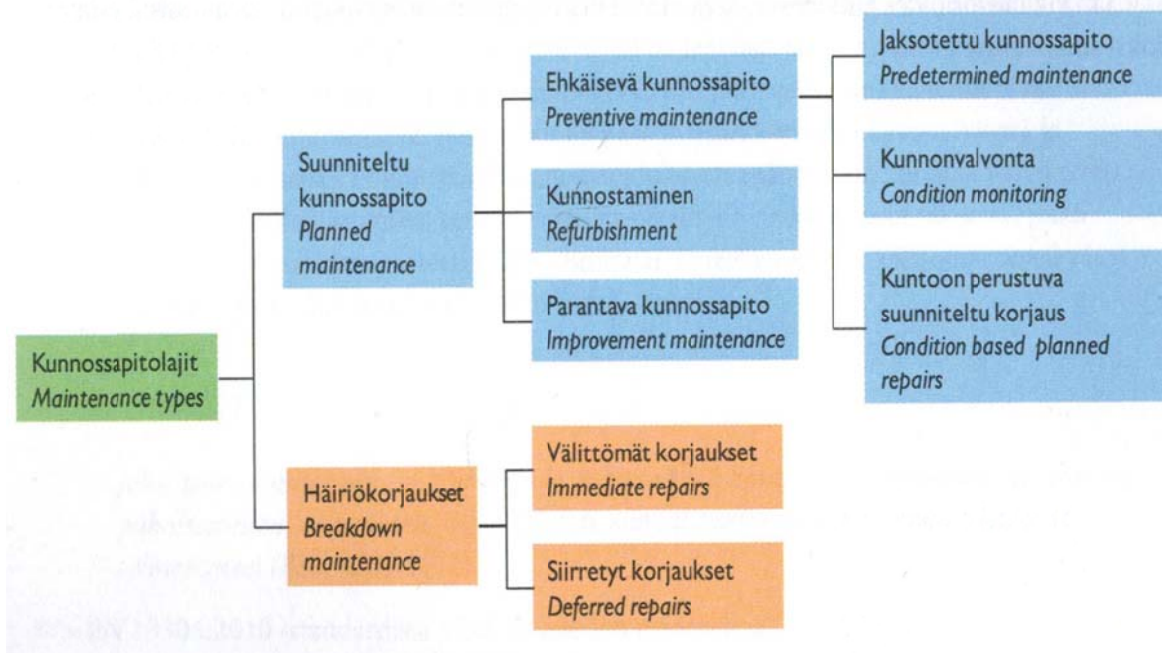 Kunnossapitolajit
Maintenance types
Suunniteltu
kunnossapito
Planned
maintenance
Ehkäisevä kunnossapito
Preventive maintenance
Jaksotettu kunnossapito
Predetermined maintenance
Kunnonvalvonta
Condition monitoring
Kuntoon perustuva
suunniteltu korjaus
Condition based planned
repairs
Kunnostaminen
Refurbishment
Parantava kunnossapito
Improvement maintenance
Häiriökorjaukset
Breakdown
maintenance
Välittömät korjaukset
Immediate repairs
Siirretyt korjaukset
Deferred repairs